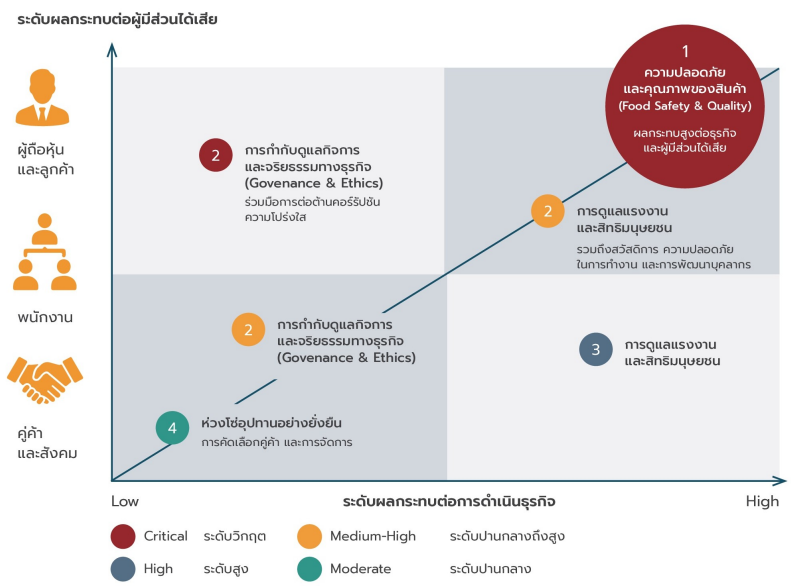 ระดับผลกระทบต่อผู้มีส่วนได้เสีย
ผู้ถือหุ้น
และลูกค้า
พนักงาน
คู่ค้า
และสังคม
1
ความปลอดภัย
และคุณภาพของสินค้า
(Food Safety & Quality)
ผลกระทบสูงต่อธุรกิจ
และผู้มีส่วนได้เสีย
2
การกำกับดูแลกิจการ
และจริยธรรมทางธุรกิจ
(Govenance & Ethics)
ร่วมมือการต่อต้านคอร์รัปชัน
ความโปร่งใส
2
การดูแลแรงงาน
และสิทธิมนุษยชน
รวมถึงสวัสดิการ ความปลอดภัย
ในการทำงาน และการพัฒนาบุคลากร
2
การกำกับดูแลกิจการ
และจริยธรรมทางธุรกิจ
(Govenance & Ethics)
3
การดูแลแรงงาน
และสิทธิมนุษยชน
4
ห่วงโซ่อุปทานอย่างยั่งยืน
การคัดเลือกคู่ค้า และการจัดการ
Low
ระดับผลกระทบต่อการดำเนินธุรกิจ
High
Critical ระดับวิกฤต
Medium-High ระดับปานกลางถึงสูง
High ระดับสูง
Moderate ระดับปานกลาง